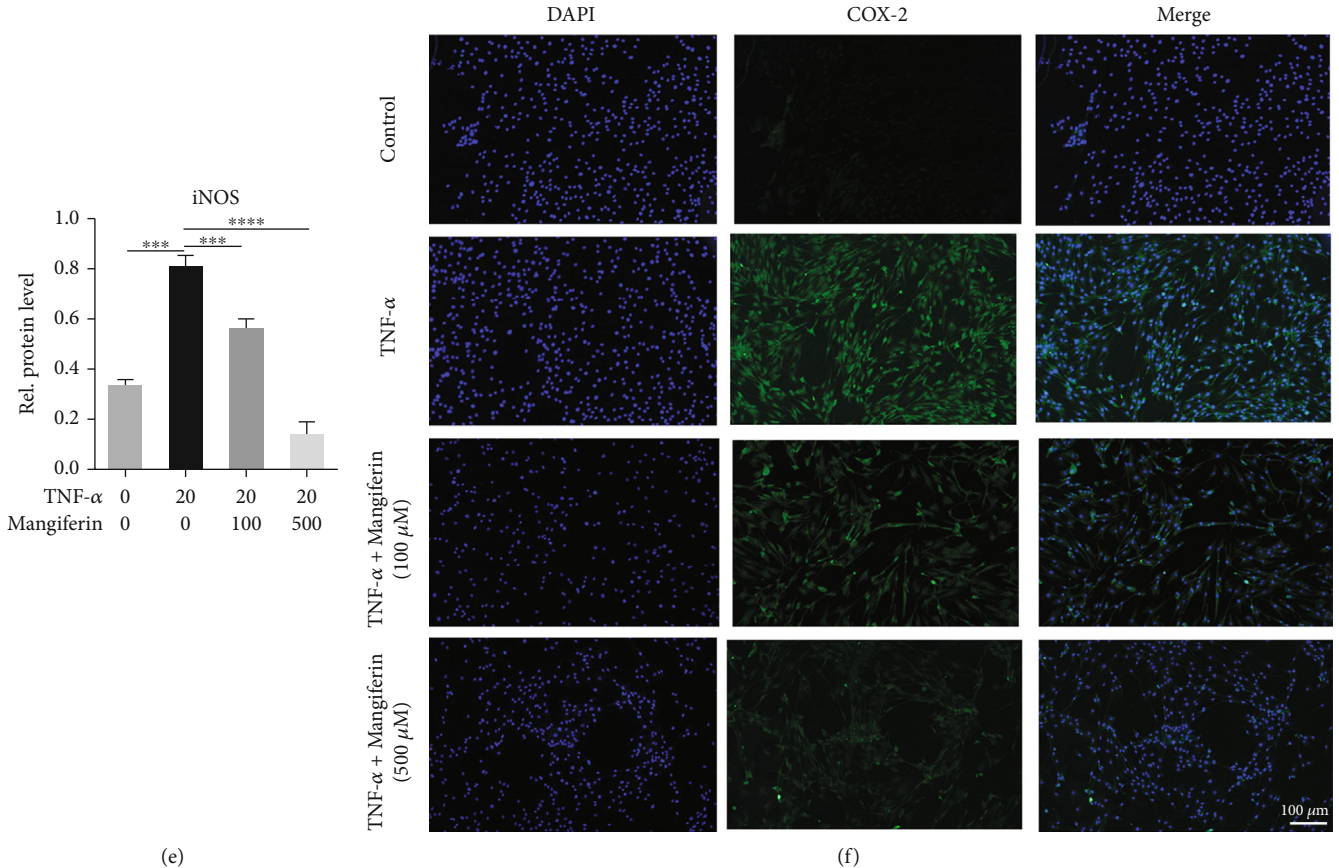 iNOS
Rel. protein level
1.0
0.8
0.6
0.4
0.2
0.0
*** *** ****
TNF-α 0 20 20 20
Mangiferin 0 0 100 500
(e)
DAPI COX-2 Merge
Control
TNF-α
TNF-α + Mangiferin
(100 μM)
TNF-α + Mangiferin
(500 μM)
100 μm
(f)